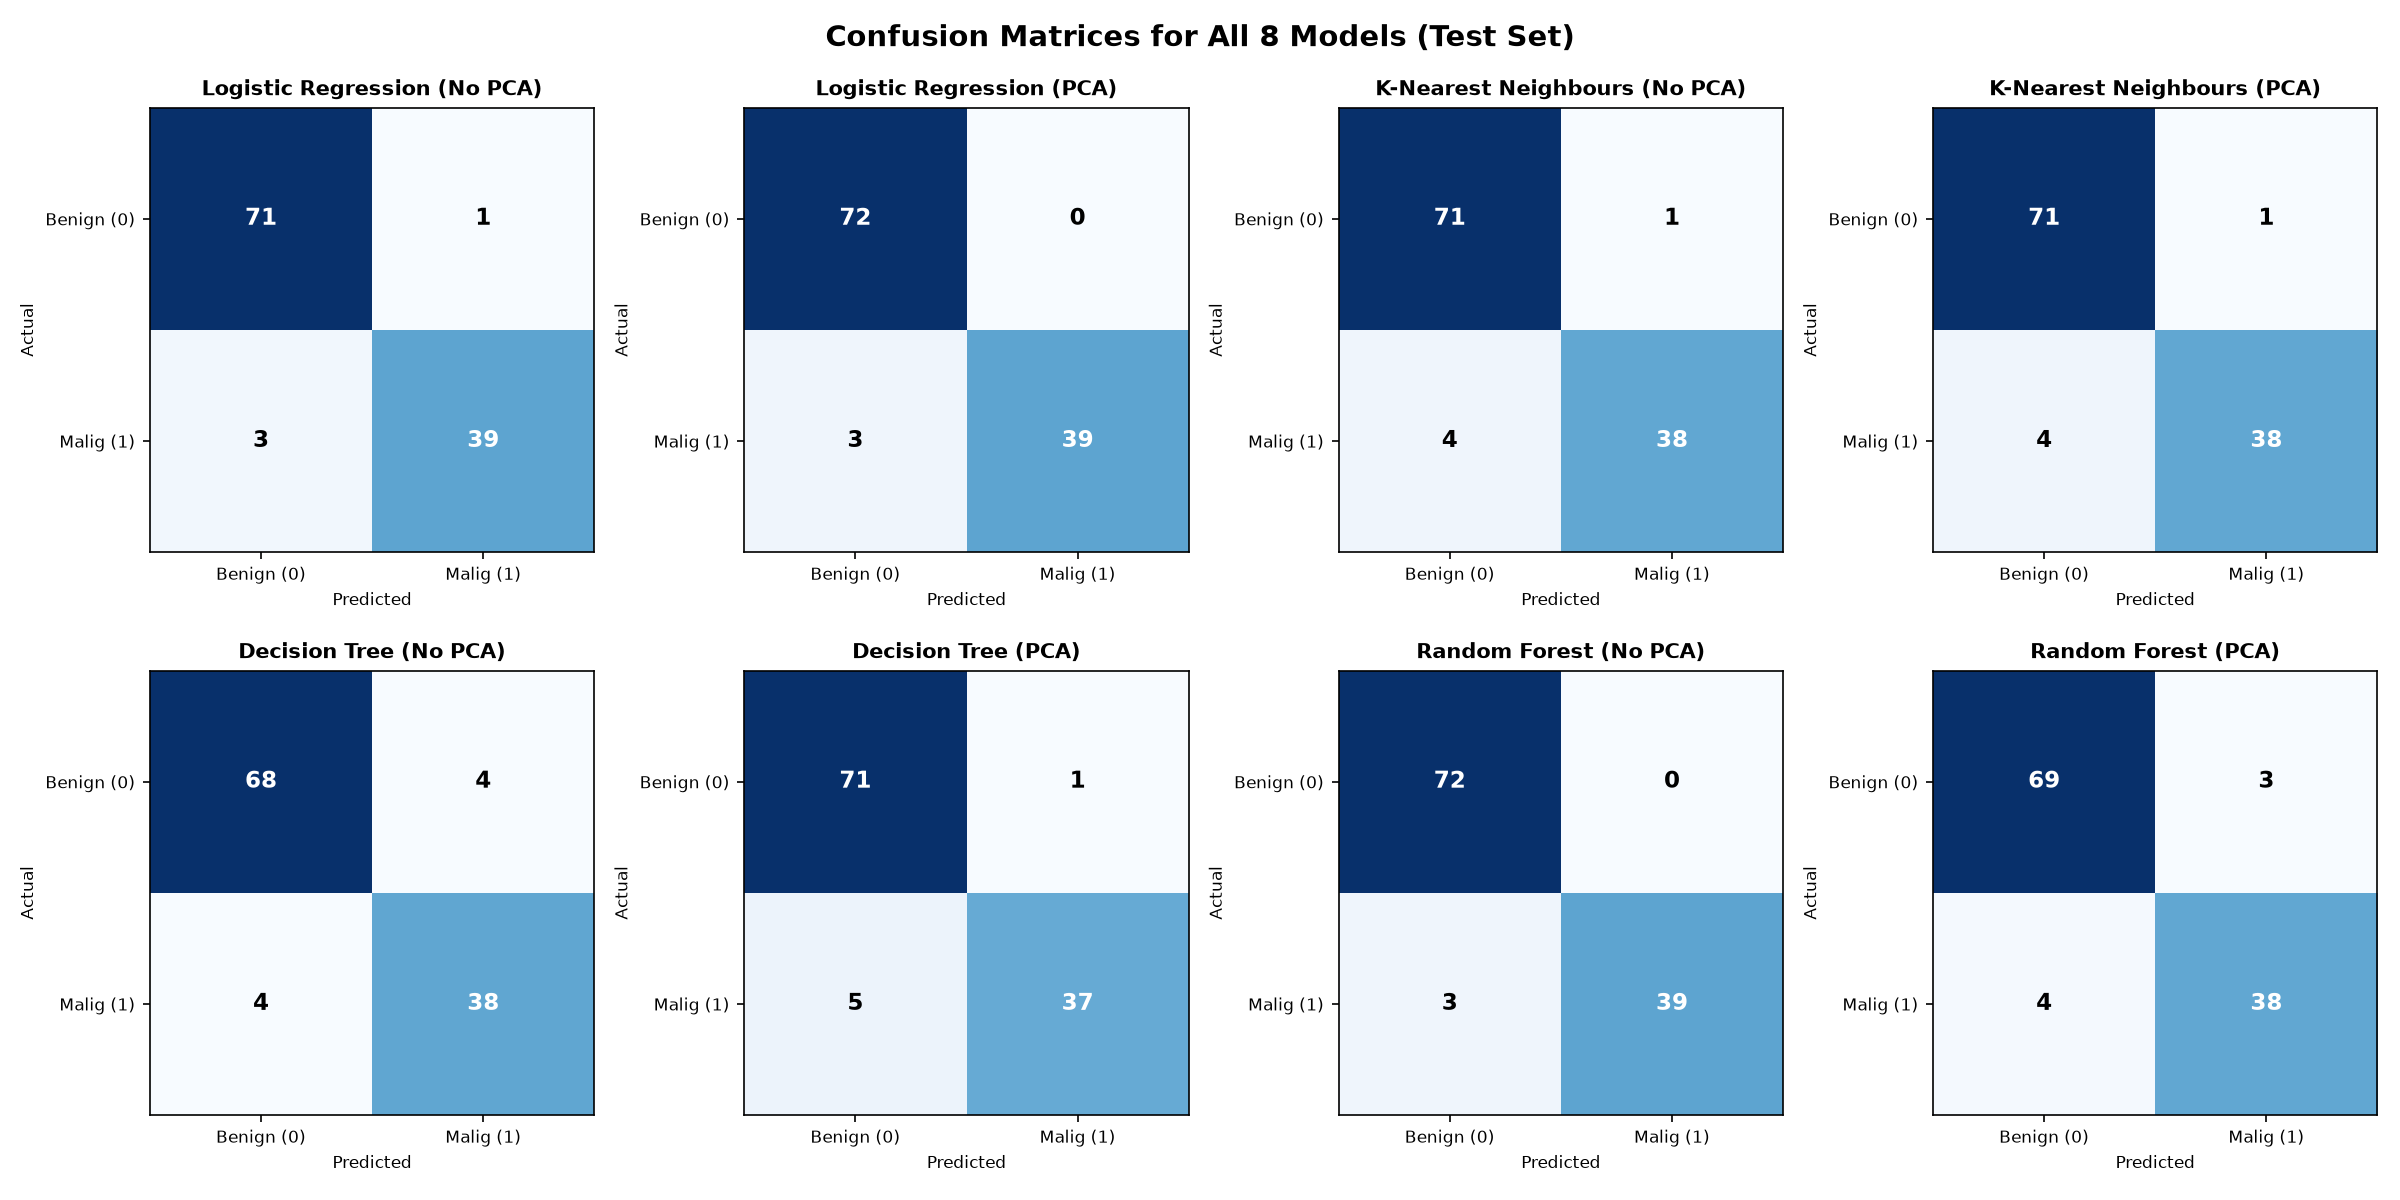 Confusion Matrices for All 8 Models (Test Set)
Logistic Regression (No PCA)
Benign (0)
Malig (1)
Actual
71
1
3
39
Benign (0)
Malig (1)
Predicted
Logistic Regression (PCA)
Benign (0)
Malig (1)
Actual
72
0
3
39
Benign (0)
Malig (1)
Predicted
K-Nearest Neighbours (No PCA)
Benign (0)
Malig (1)
Actual
71
1
4
38
Benign (0)
Malig (1)
Predicted
K-Nearest Neighbours (PCA)
Benign (0)
Malig (1)
Actual
71
1
4
38
Benign (0)
Malig (1)
Predicted
Decision Tree (No PCA)
Benign (0)
Malig (1)
Actual
68
4
4
38
Benign (0)
Malig (1)
Predicted
Decision Tree (PCA)
Benign (0)
Malig (1)
Actual
71
1
5
37
Benign (0)
Malig (1)
Predicted
Random Forest (No PCA)
Benign (0)
Malig (1)
Actual
72
0
3
39
Benign (0)
Malig (1)
Predicted
Random Forest (PCA)
Benign (0)
Malig (1)
Actual
69
3
4
38
Benign (0)
Malig (1)
Predicted